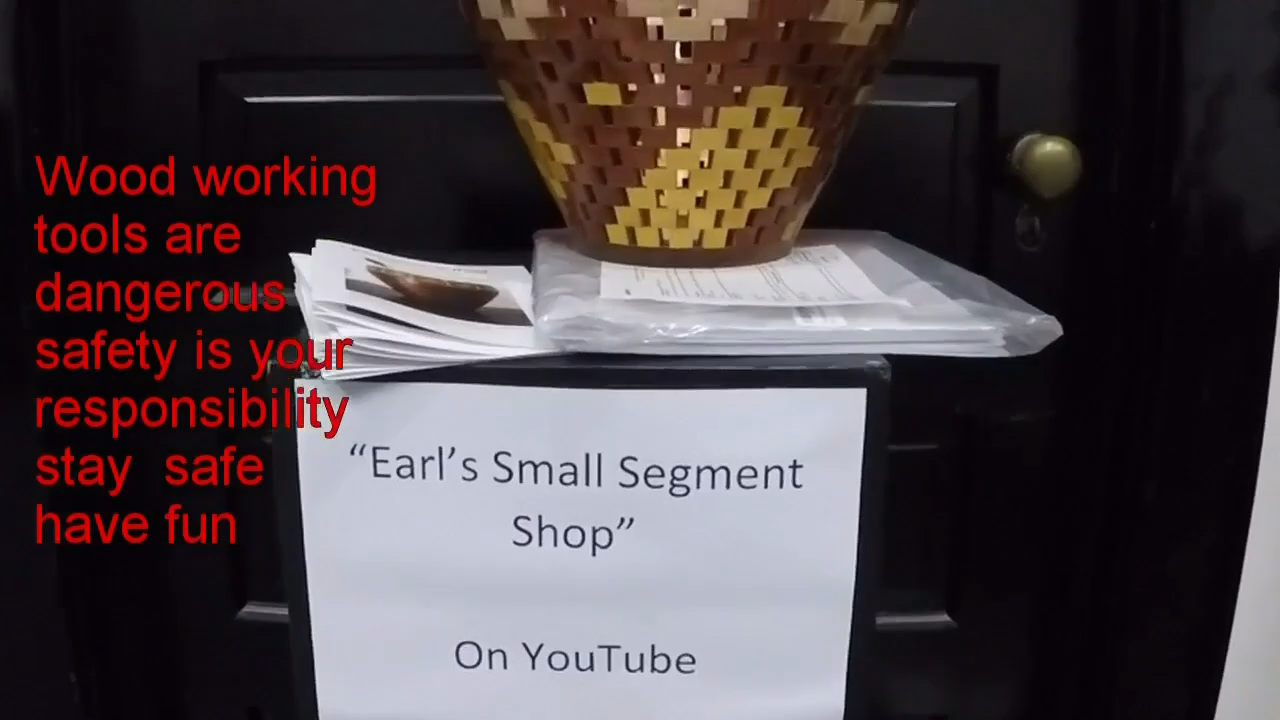 Wood working
tools are
dangerous
safety is your
responsibility
stay  safe
have fun
“Earl’s Small Segment
Shop”
On YouTube